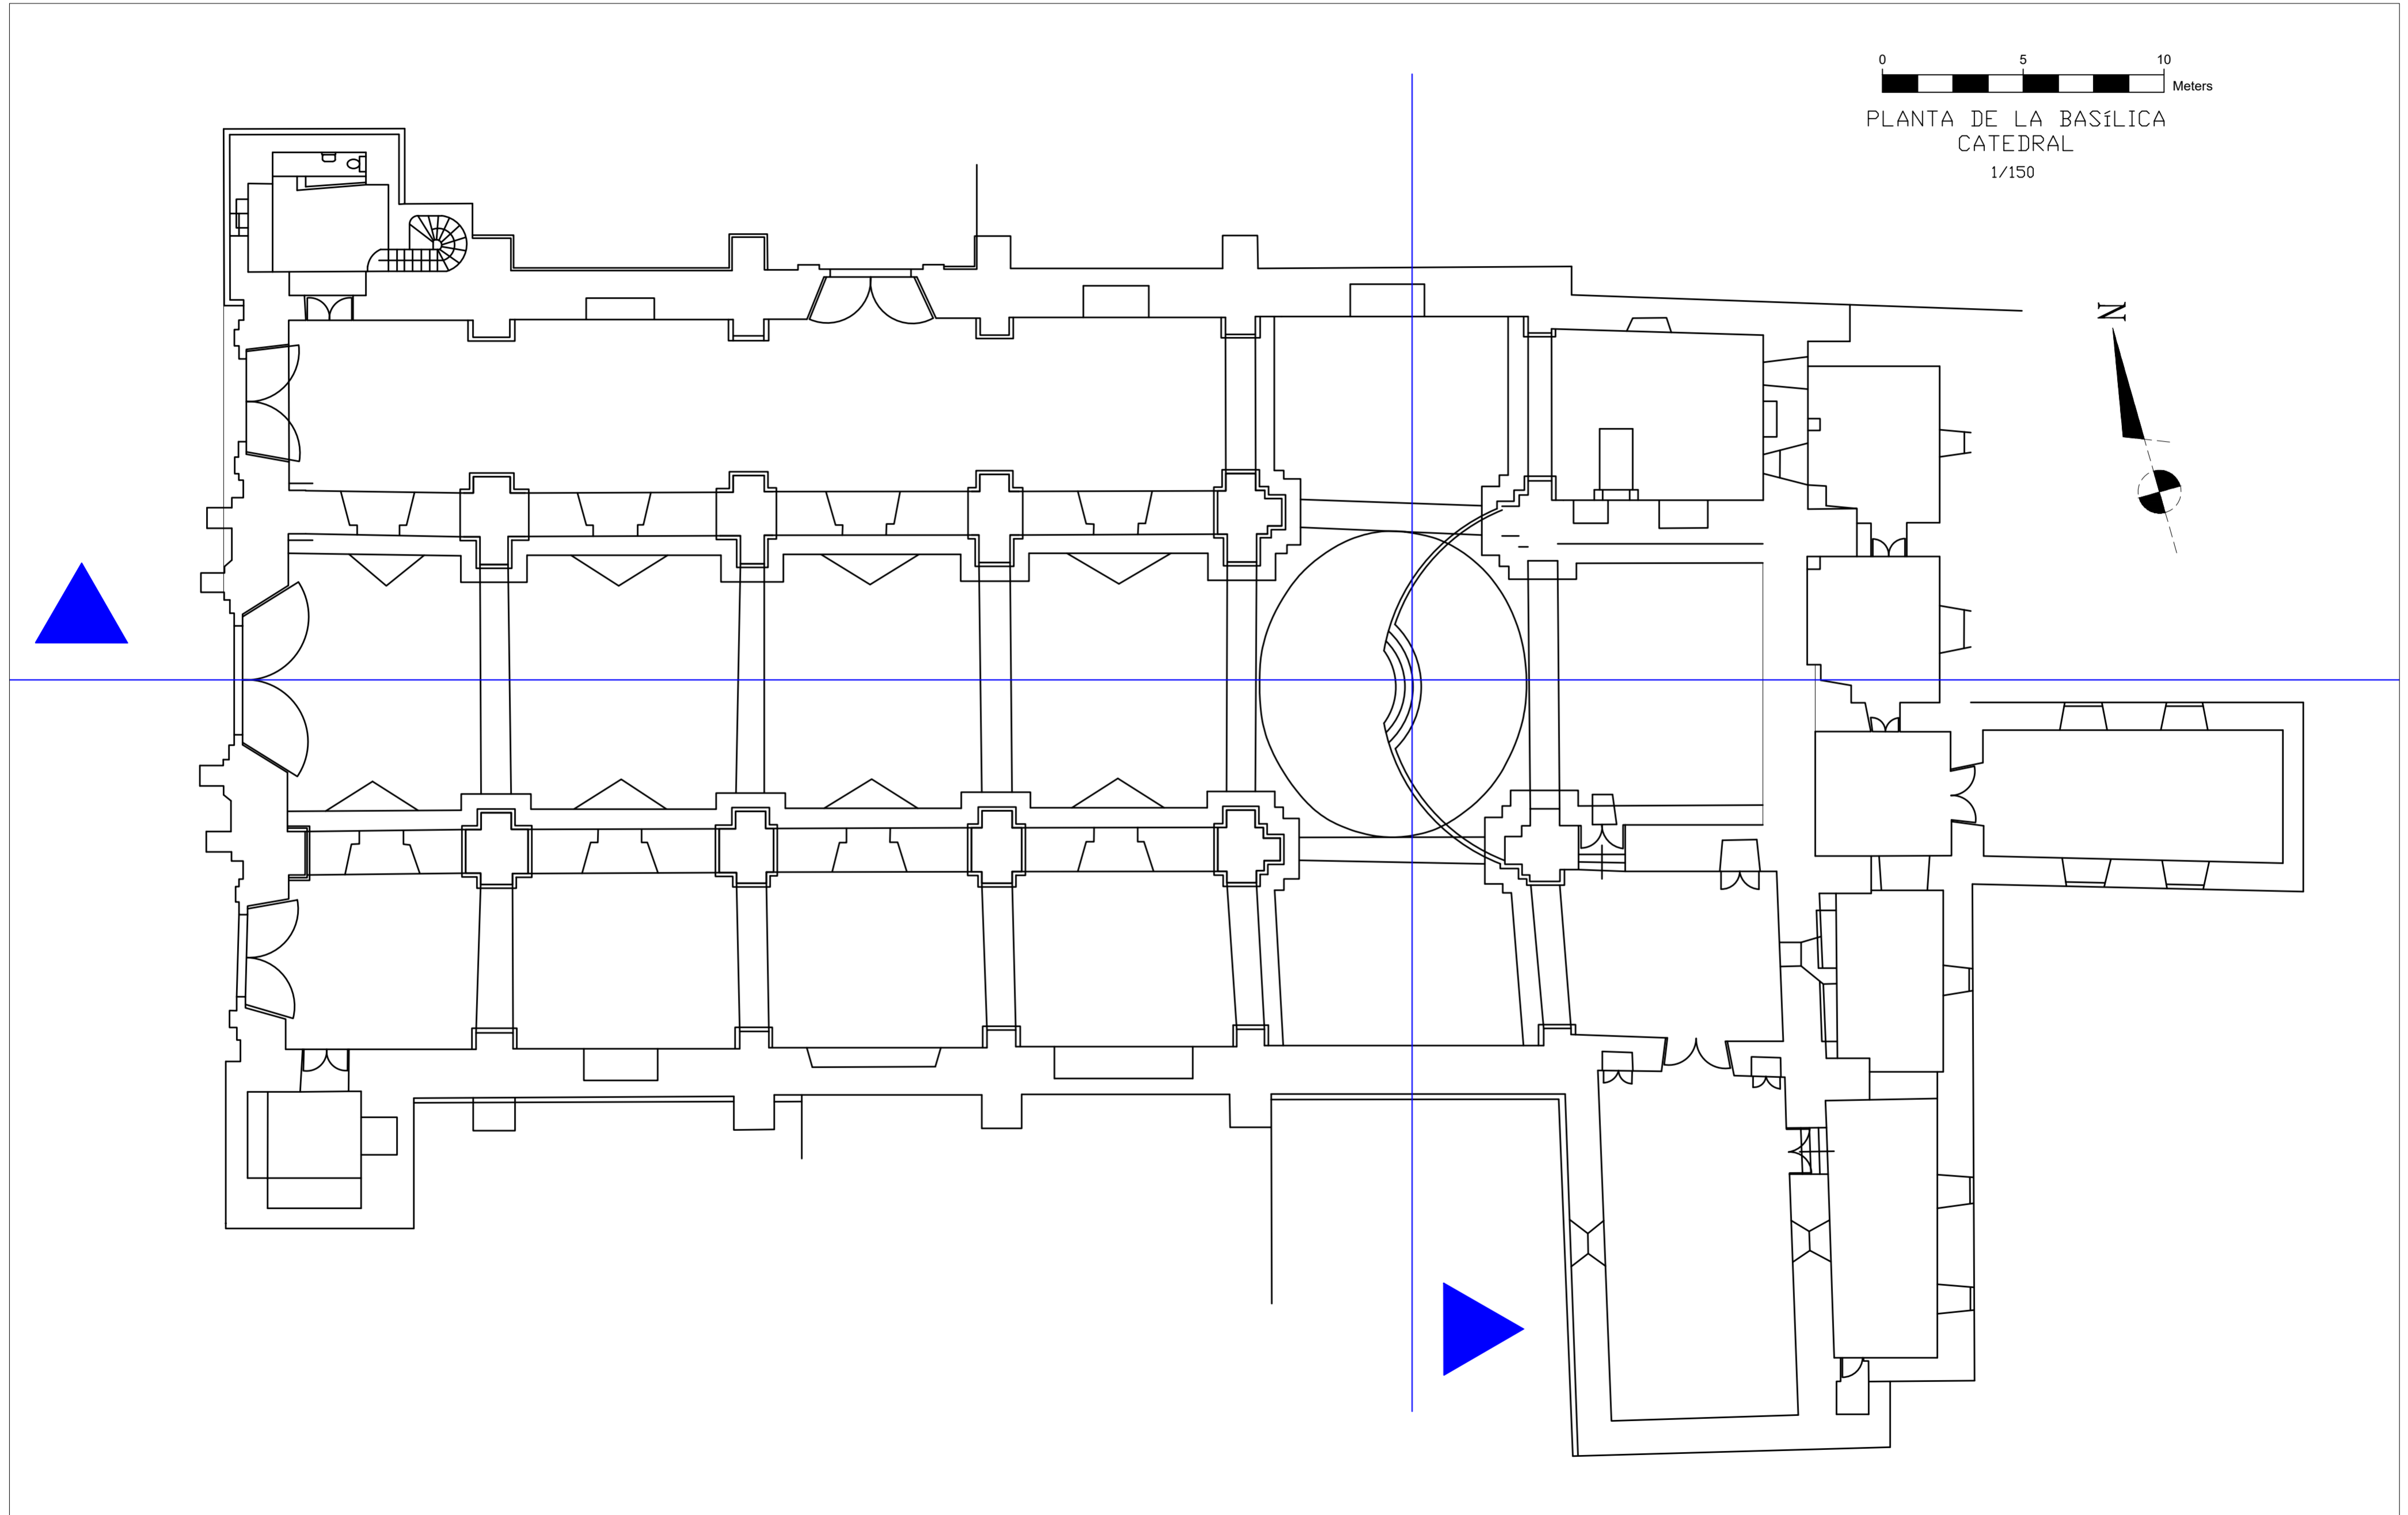 0 5 10
Meters
PLANTA DE LA BASíLICA
CATEDRAL
1/150
N